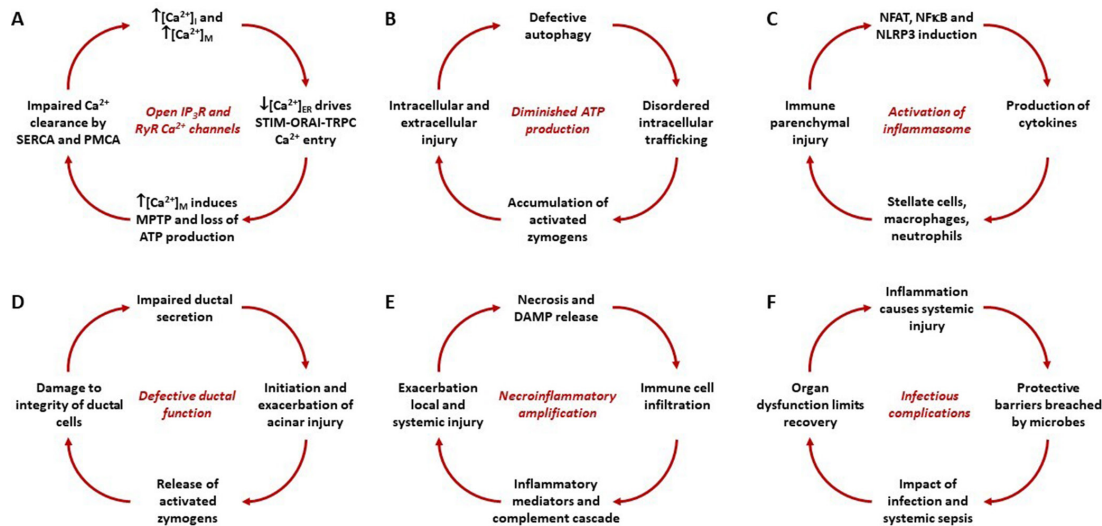 A
↑[Ca²⁺]I and
↑[Ca²⁺]M
Impaired Ca²⁺
clearance by
SERCA and PMCA
Open IP₃R and
RyR Ca²⁺ channels
↓[Ca²⁺]ER drives
STIM-ORAI-TRPC
Ca²⁺ entry
↑[Ca²⁺]M induces
MPTP and loss of
ATP production
B
Defective
autophagy
Intracellular and
extracellular
injury
Diminished ATP
production
Disordered
intracellular
trafficking
Accumulation of
activated
zymogens
C
NFAT, NFκB and
NLRP3 induction
Immune
parenchymal
injury
Activation of
inflammasome
Production of
cytokines
Stellate cells,
macrophages,
neutrophils
D
Impaired ductal
secretion
Damage to
integrity of ductal
cells
Defective ductal
function
Initiation and
exacerbation of
acinar injury
Release of
activated
zymogens
E
Necrosis and
DAMP release
Exacerbation
local and
systemic injury
Necroinflammatory
amplification
Immune cell
infiltration
Inflammatory
mediators and
complement cascade
F
Inflammation
causes systemic
injury
Organ
dysfunction limits
recovery
Infectious
complications
Protective
barriers breached
by microbes
Impact of
infection and
systemic sepsis